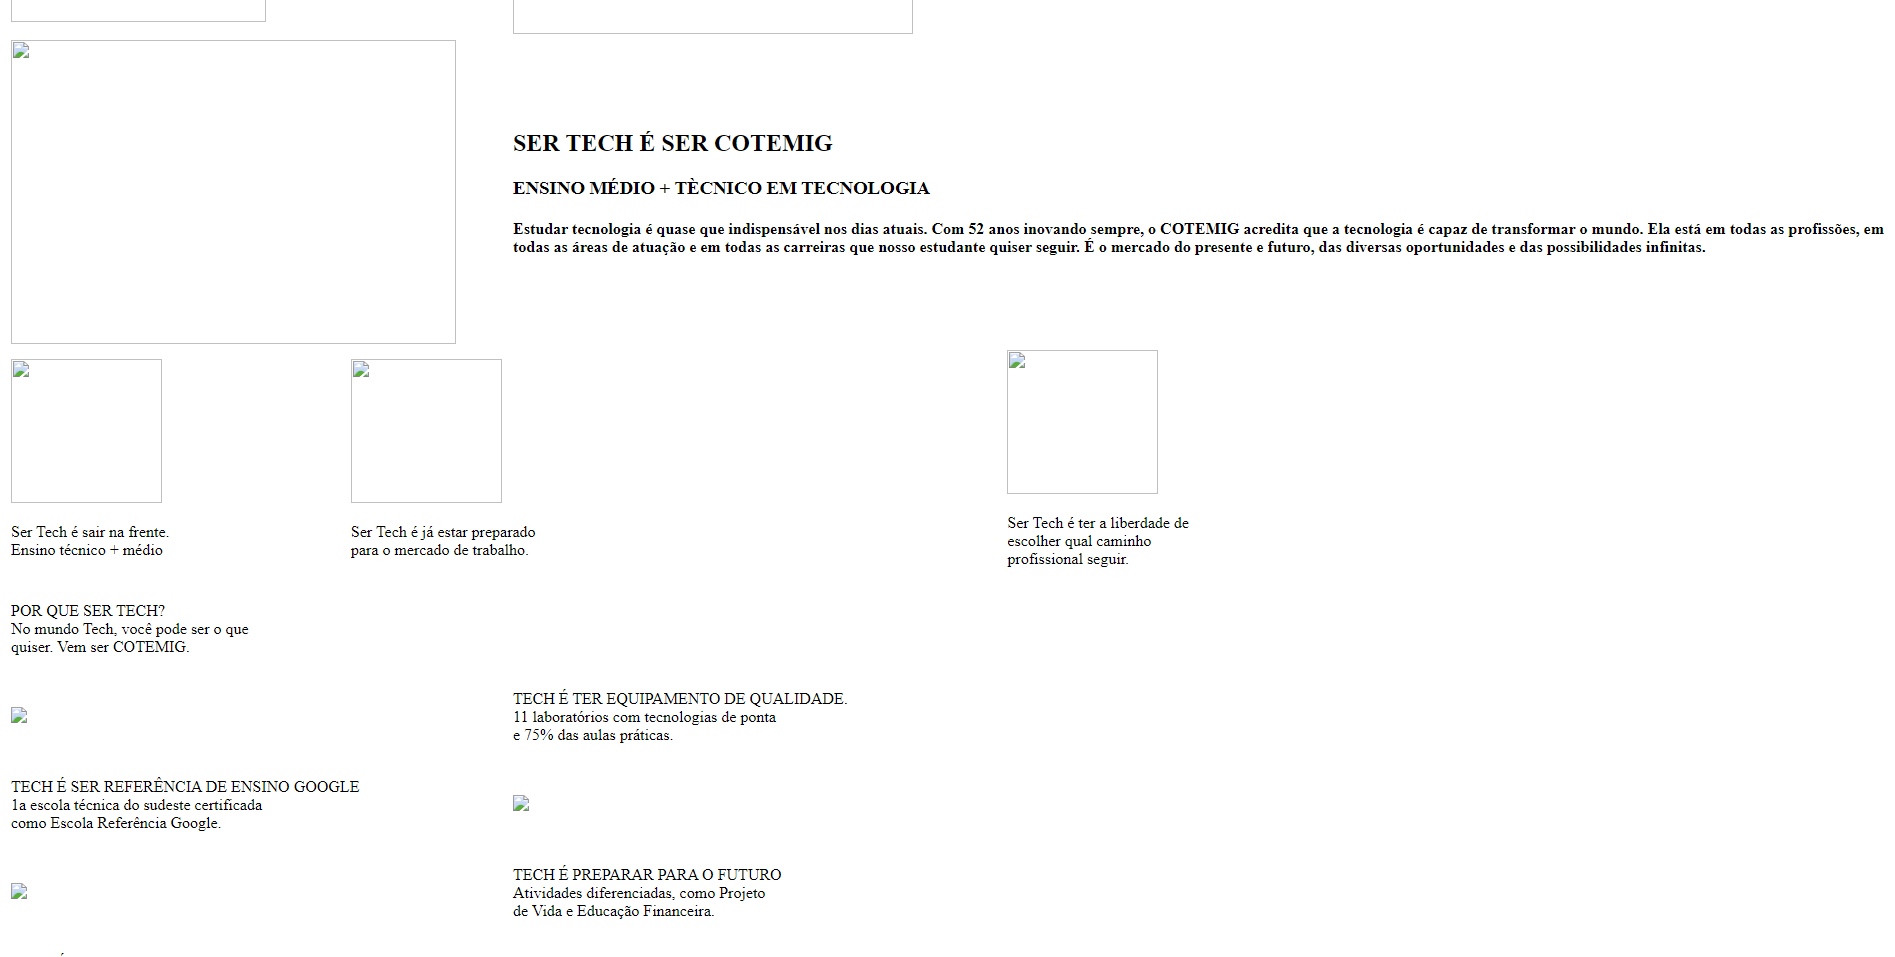 SER TECH É SER COTEMIG
ENSINO MÉDIO + TÈCNICO EM TECNOLOGIA
Estudar tecnologia é quase que indispensável nos dias atuais. Com 52 anos inovando sempre, o COTEMIG acredita que a tecnologia é capaz de transformar o mundo. Ela está em todas as profissões, em
todas as áreas de atuação e em todas as carreiras que nosso estudante quiser seguir. É o mercado do presente e futuro, das diversas oportunidades e das possibilidades infinitas.
Ser Tech é sair na frente.
Ensino técnico + médio
Ser Tech é já estar preparado
para o mercado de trabalho.
Ser Tech é ter a liberdade de
escolher qual caminho
profissional seguir.
POR QUE SER TECH?
No mundo Tech, você pode ser o que
quiser. Vem ser COTEMIG.
TECH É TER EQUIPAMENTO DE QUALIDADE.
11 laboratórios com tecnologias de ponta
e 75% das aulas práticas.
TECH É SER REFERÊNCIA DE ENSINO GOOGLE
1a escola técnica do sudeste certificada
como Escola Referência Google.
TECH É PREPARAR PARA O FUTURO
Atividades diferenciadas, como Projeto
de Vida e Educação Financeira.